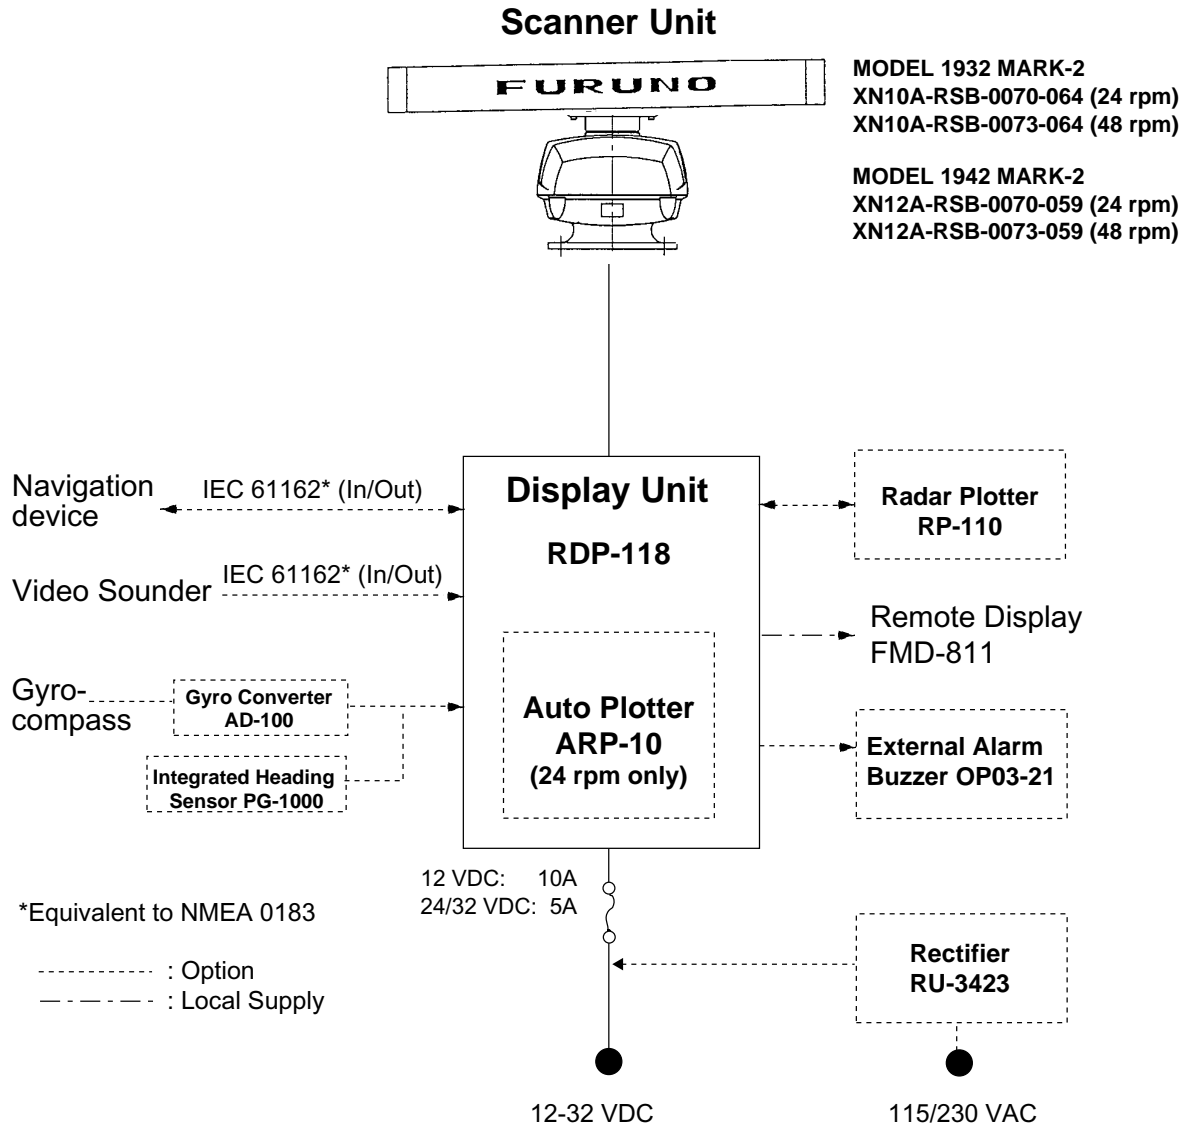 Scanner Unit
FURUNO
MODEL 1932 MARK-2
XN10A-RSB-0070-064 (24 rpm)
XN10A-RSB-0073-064 (48 rpm)
MODEL 1942 MARK-2
XN12A-RSB-0070-059 (24 rpm)
XN12A-RSB-0073-059 (48 rpm)
Navigation
device
IEC 61162* (In/Out)
Video Sounder
IEC 61162* (In/Out)
Gyro-
compass
Gyro Converter
AD-100
Integrated Heading
Sensor PG-1000
Display Unit
RDP-118
Auto Plotter
ARP-10
(24 rpm only)
Radar Plotter
RP-110
Remote Display
FMD-811
External Alarm
Buzzer OP03-21
12 VDC: 10A
24/32 VDC: 5A
*Equivalent to NMEA 0183
: Option
: Local Supply
Rectifier
RU-3423
12-32 VDC
115/230 VAC